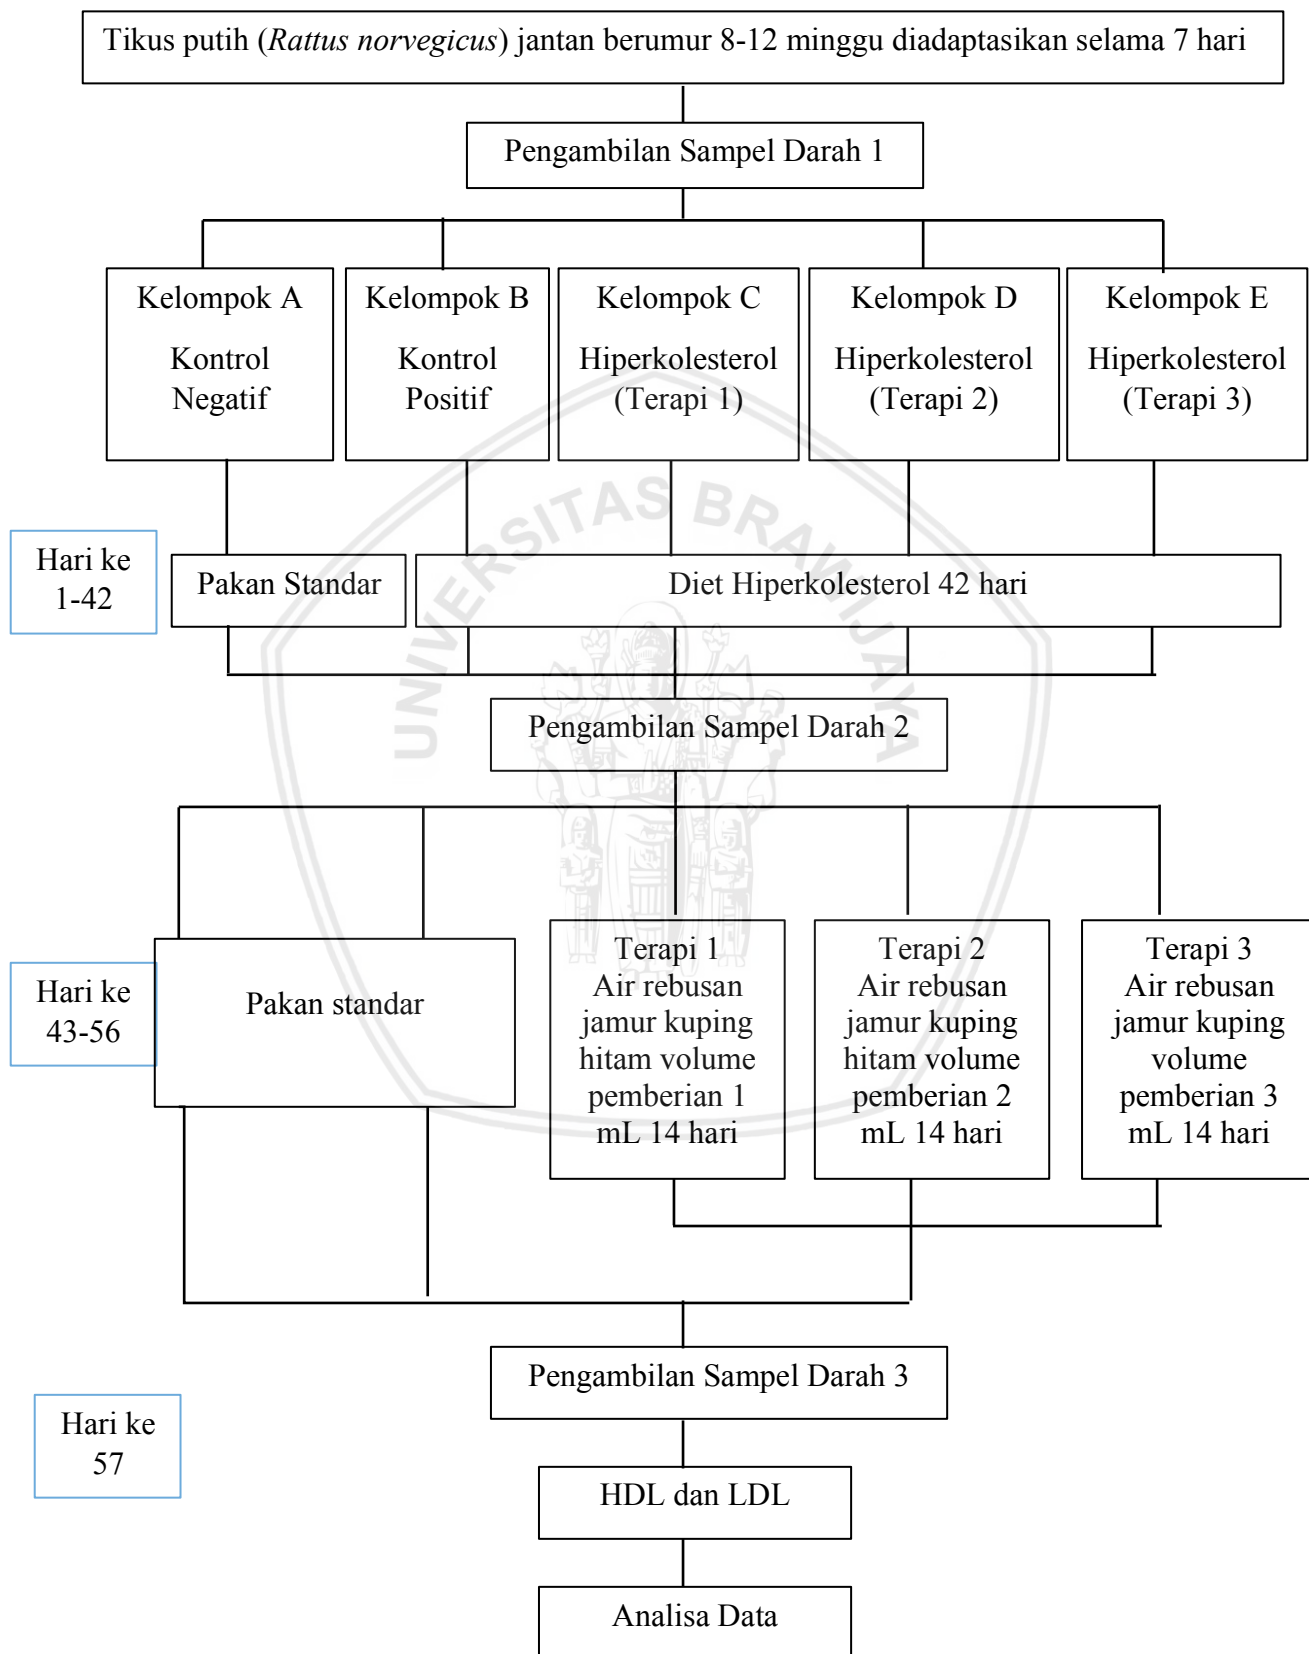 Tikus putih (Rattus norvegicus) jantan berumur 8-12 minggu diadaptasikan selama 7 hari
Pengambilan Sampel Darah 1
Kelompok A
Kontrol
Negatif
Kelompok B
Kontrol
Positif
Kelompok C
Hiperkolesterol
(Terapi 1)
Kelompok D
Hiperkolesterol
(Terapi 2)
Kelompok E
Hiperkolesterol
(Terapi 3)
UNIVERSITAS BRAWIJAYA
Hari ke
1-42
Pakan Standar
Diet Hiperkolesterol 42 hari
Pengambilan Sampel Darah 2
Hari ke
43-56
Pakan standar
Terapi 1
Air rebusan
jamur kuping
hitam volume
pemberian 1
mL 14 hari
Terapi 2
Air rebusan
jamur kuping
hitam volume
pemberian 2
mL 14 hari
Terapi 3
Air rebusan
jamur kuping
volume
pemberian 3
mL 14 hari
Pengambilan Sampel Darah 3
Hari ke
57
HDL dan LDL
Analisa Data